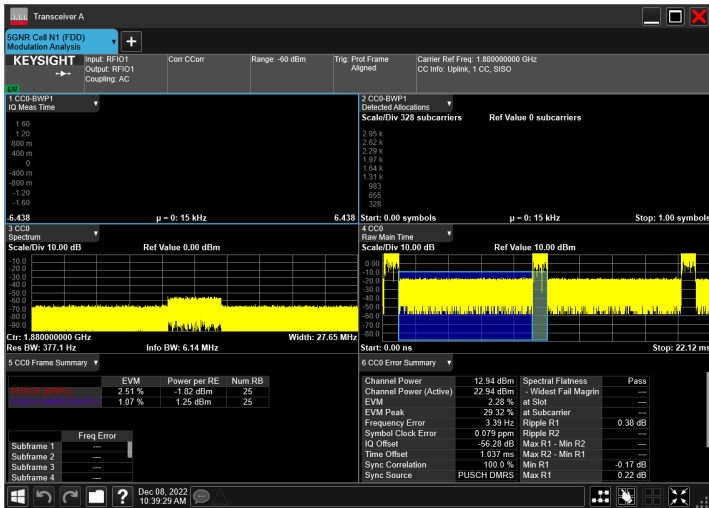 Transceiver A
5GNR Cell N1 (FDD)
Modulation Analysis
KEYSIGHT
Input: RFIO1
Output: RFIO1
Coupling: AC
Corr CCorr
Range: -60 dBm
Trig: Prot Frame
Aligned
Carrier Ref Freq: 1.880000000 GHz
CC Info: Uplink, 1 CC, SISO
LXI
1 CC0-BWP1
IQ Meas Time
1.60
1.20
800 m
400 m
0
-400 m
-800 m
-1.20
-1.60
-6.438 μ = 0: 15 kHz 6.438
2 CC0-BWP1
Detected Allocations
Scale/Div 328 subcarriers Ref Value 0 subcarriers
2.95 k
2.62 k
2.29 k
1.97 k
1.64 k
1.31 k
983
655
328
Start: 0.00 symbols μ = 0: 15 kHz Stop: 1.00 symbols
3 CC0
Spectrum
Scale/Div 10.00 dB Ref Value 0.00 dBm
-10.0
-20.0
-30.0
-40.0
-50.0
-60.0
-70.0
-80.0
-90.0
Ctr: 1.880000000 GHz Width: 27.65 MHz
Res BW: 377.1 Hz Info BW: 6.14 MHz
4 CC0
Raw Main Time
Scale/Div 10.00 dB Ref Value 10.00 dBm
0.00
-10.0
-20.0
-30.0
-40.0
-50.0
-60.0
-70.0
-80.0
Start: 0.00 ns Stop: 22.12 ms
5 CC0 Frame Summary
EVM Power per RE Num.RB
2.51 % -1.82 dBm 25
1.07 % 1.25 dBm 25
Freq Error
Subframe 1 ---
Subframe 2 ---
Subframe 3 ---
Subframe 4 ---
6 CC0 Error Summary
Channel Power 12.94 dBm Spectral Flatness Pass
Channel Power (Active) 22.94 dBm - Widest Fail Magrin ---
EVM 2.28 % at Slot ---
EVM Peak 29.32 % at Subcarrier ---
Frequency Error 3.39 Hz Ripple R1 0.38 dB
Symbol Clock Error 0.079 ppm Ripple R2 ---
IQ Offset -56.28 dB Max R1 - Min R2 ---
Time Offset 1.037 ms Max R2 - Min R1 ---
Sync Correlation 100.0 % Min R1 -0.17 dB
Sync Source PUSCH DMRS Max R1 0.22 dB
Dec 08, 2022
10:39:29 AM